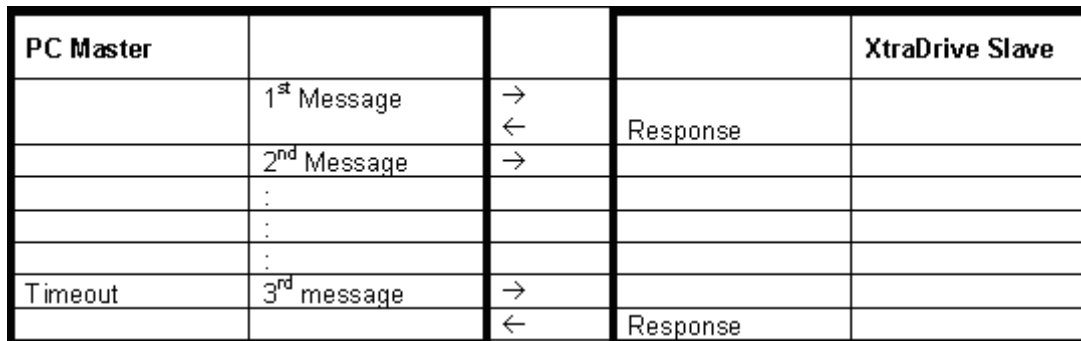 PC Master XtraDrive Slave
1st Message →
← Response
2nd Message →
:
:
:
Timeout 3rd message →
← Response